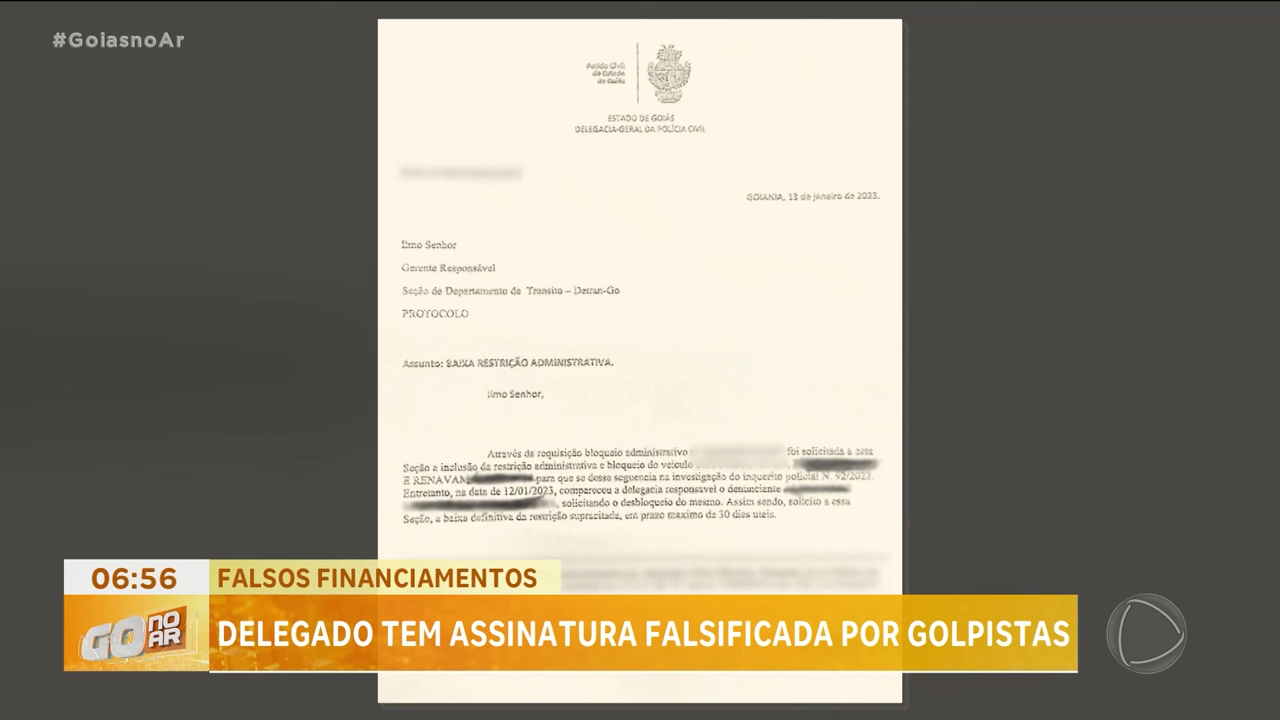 #GoiasnoAr
Polícia Civil
do Estado
de Goiás
ESTADO DE GOIÁS
DELEGACIA-GERAL DA POLÍCIA CIVIL
GOIANIA, 13 de janeiro de 2023.
Ilmo Senhor
Gerente Responsável
Seção de Departamento de Transito – Detran-Go
PROTOCOLO
Assunto: BAIXA RESTRIÇÃO ADMINISTRATIVA.
Ilmo Senhor,
Através da requisição bloqueio administrativo foi solicitada a esta
Seção a inclusão da restrição administrativa e bloqueio do veiculo
E RENAVAM para que se desse seguencia na investigação do inquerito policial N. 92/2022.
Entretanto, na data de 12/01/2023, compareceu a delegacia responsavel o denunciante
, solicitando o desbloqueio do mesmo. Assim sendo, solicito a essa
Seção, a baixa definitiva da restrição supracitada, em prazo maximo de 30 dias uteis.
06:56
FALSOS FINANCIAMENTOS
GO NO AR
DELEGADO TEM ASSINATURA FALSIFICADA POR GOLPISTAS